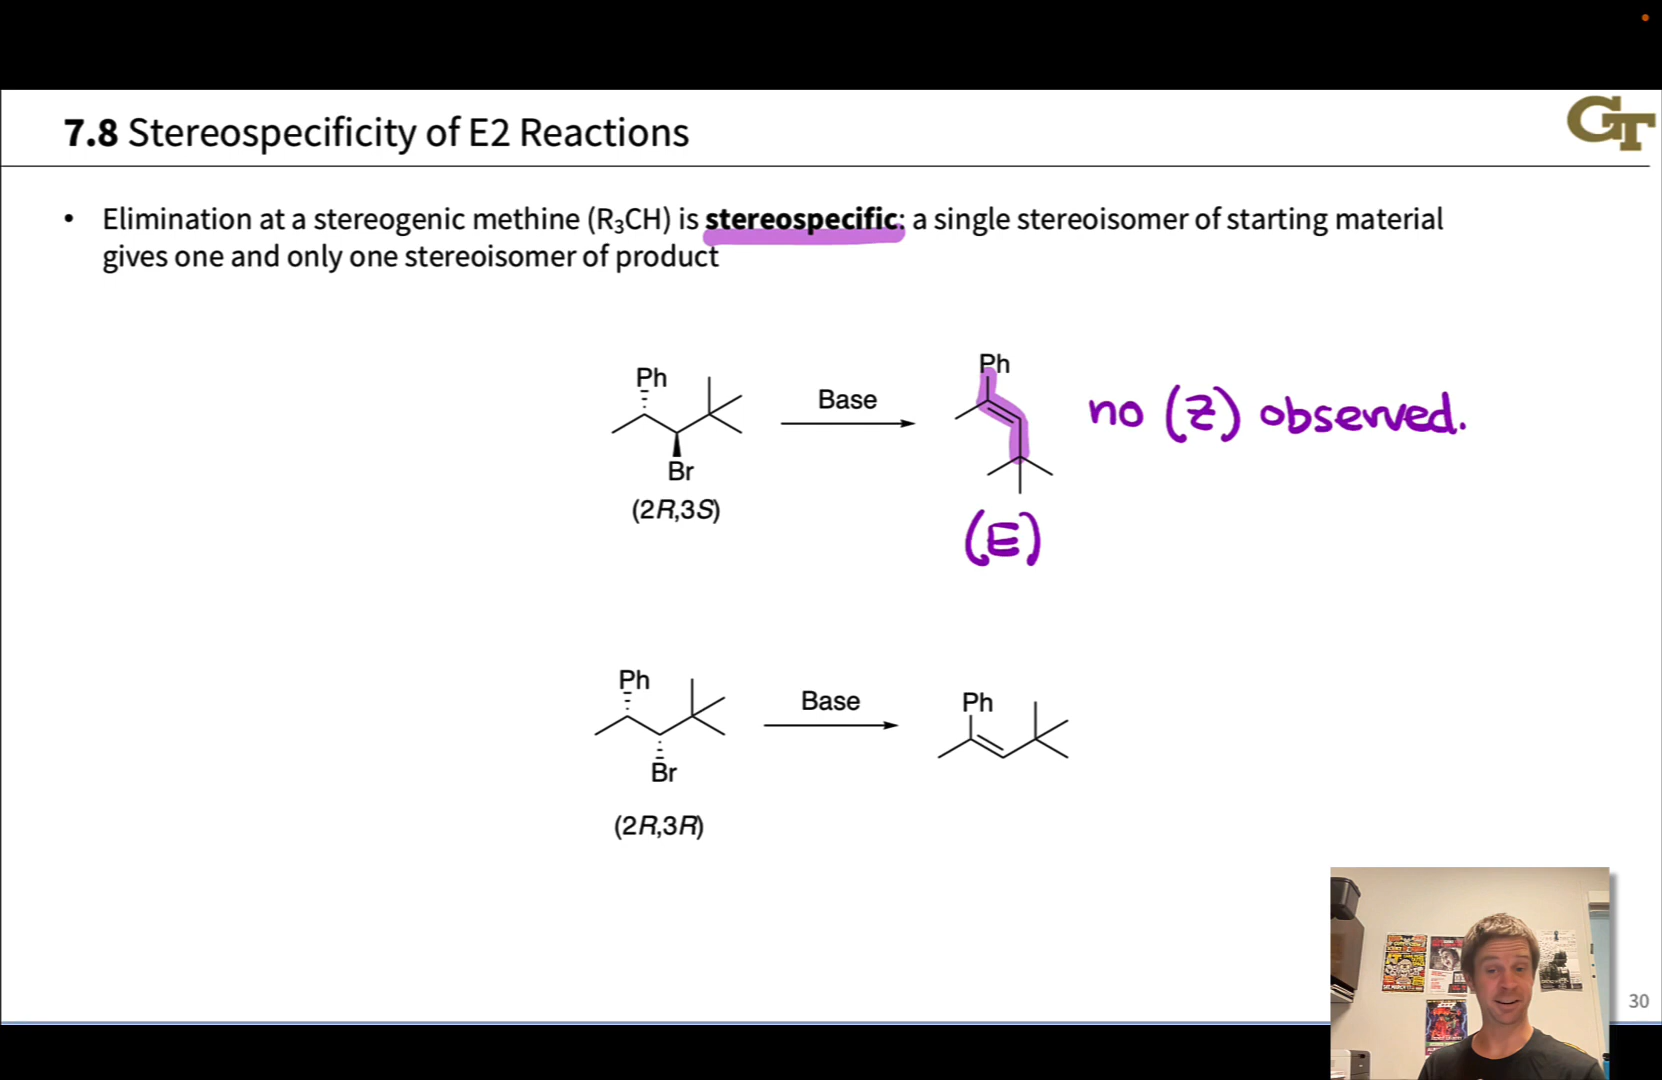 GT
7.8 Stereospecificity of E2 Reactions
• Elimination at a stereogenic methine (R₃CH) is stereospecific: a single stereoisomer of starting material
gives one and only one stereoisomer of product
Ph
Br
(2R,3S)
Base
Ph
(E)
no (Z) observed.
Ph
Br
(2R,3R)
Base
Ph
30